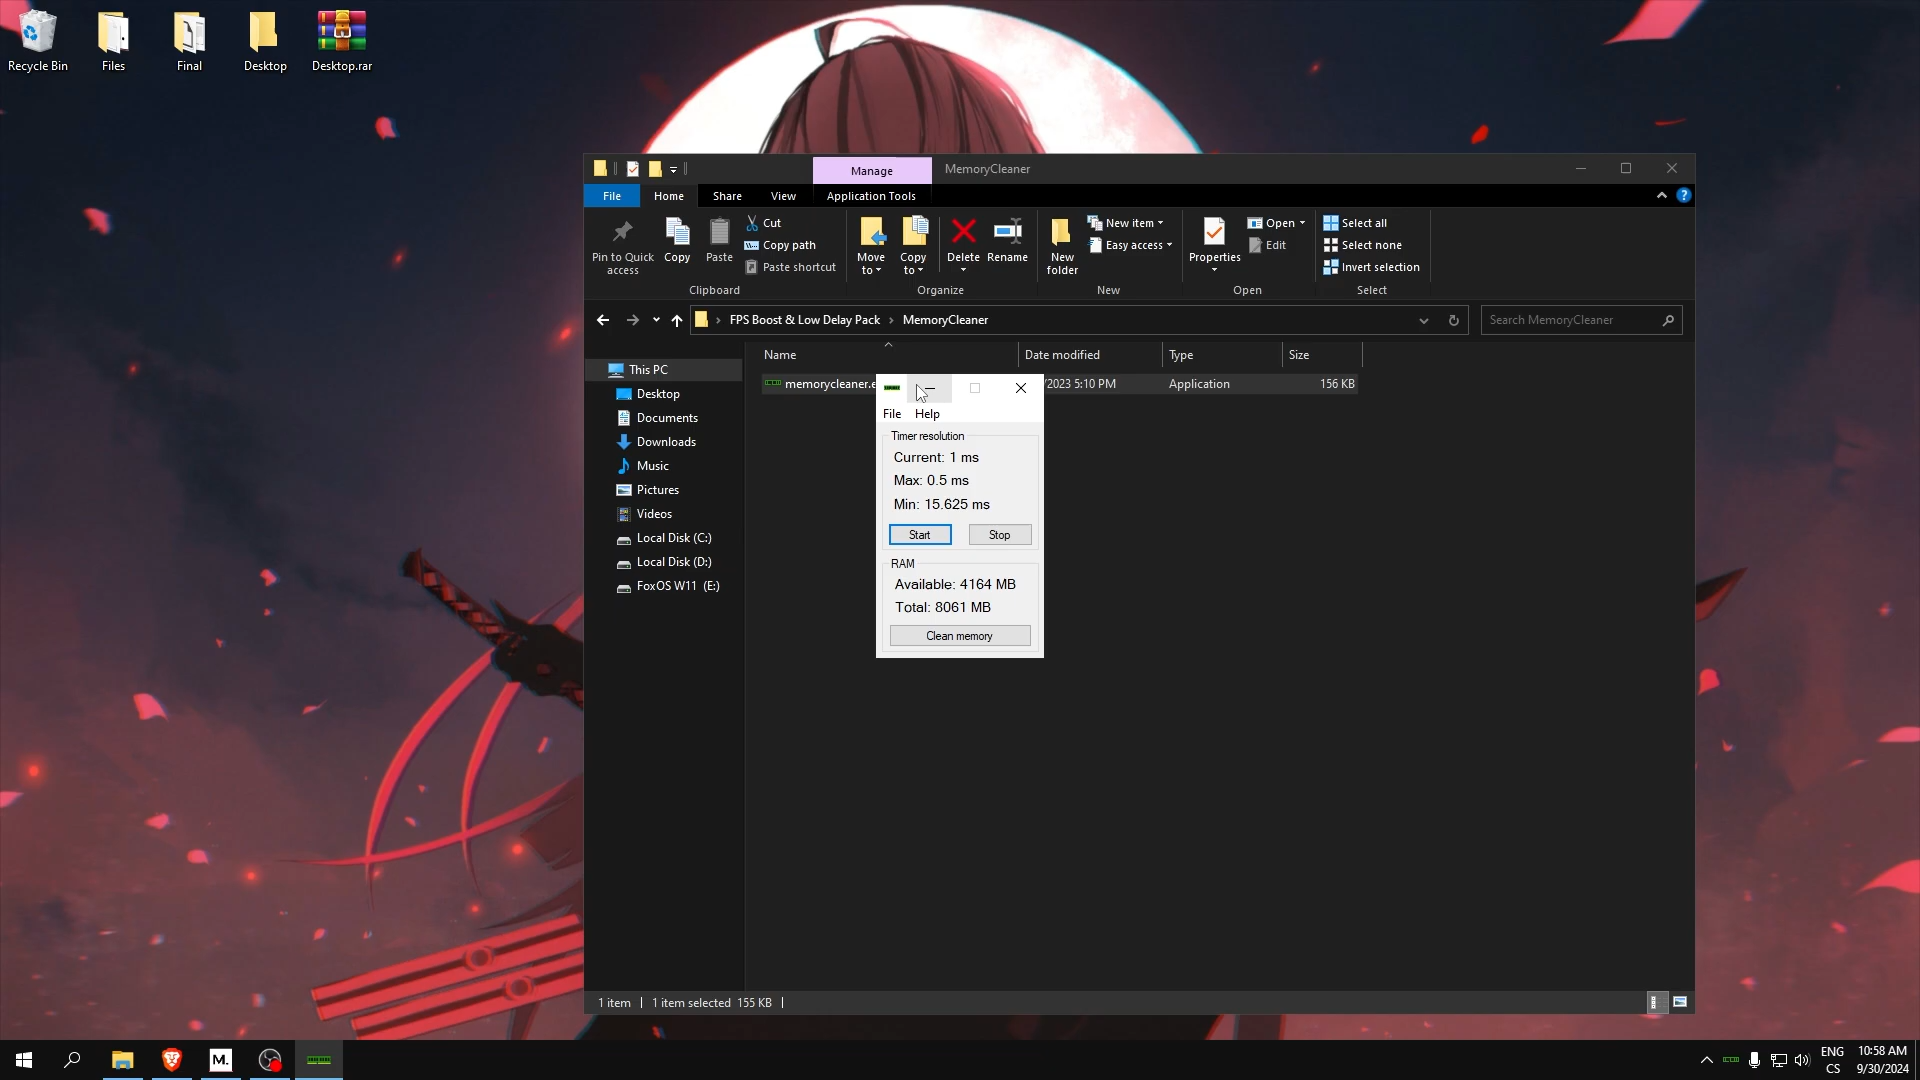 Recycle Bin
Files
Final
Desktop
Desktop.rar
Manage
MemoryCleaner
File
Home
Share
View
Application Tools
Pin to Quick access
Copy
Paste
Cut
Copy path
Paste shortcut
Clipboard
Move to
Copy to
Delete
Rename
Organize
New folder
New item
Easy access
New
Properties
Open
Edit
Open
Select all
Select none
Invert selection
Select
FPS Boost & Low Delay Pack
MemoryCleaner
Search MemoryCleaner
Name
Date modified
Type
Size
/2023 5:10 PM
Application
156 KB
This PC
Desktop
Documents
Downloads
Music
Pictures
Videos
Local Disk (C:)
Local Disk (D:)
FoxOS W11 (E:)
File
Help
Timer resolution
Current: 1 ms
Max: 0.5 ms
Min: 15.625 ms
Start
Stop
RAM
Available: 4164 MB
Total: 8061 MB
Clean memory
1 item
1 item selected 155 KB
M.
ENG
CS
10:58 AM
9/30/2024